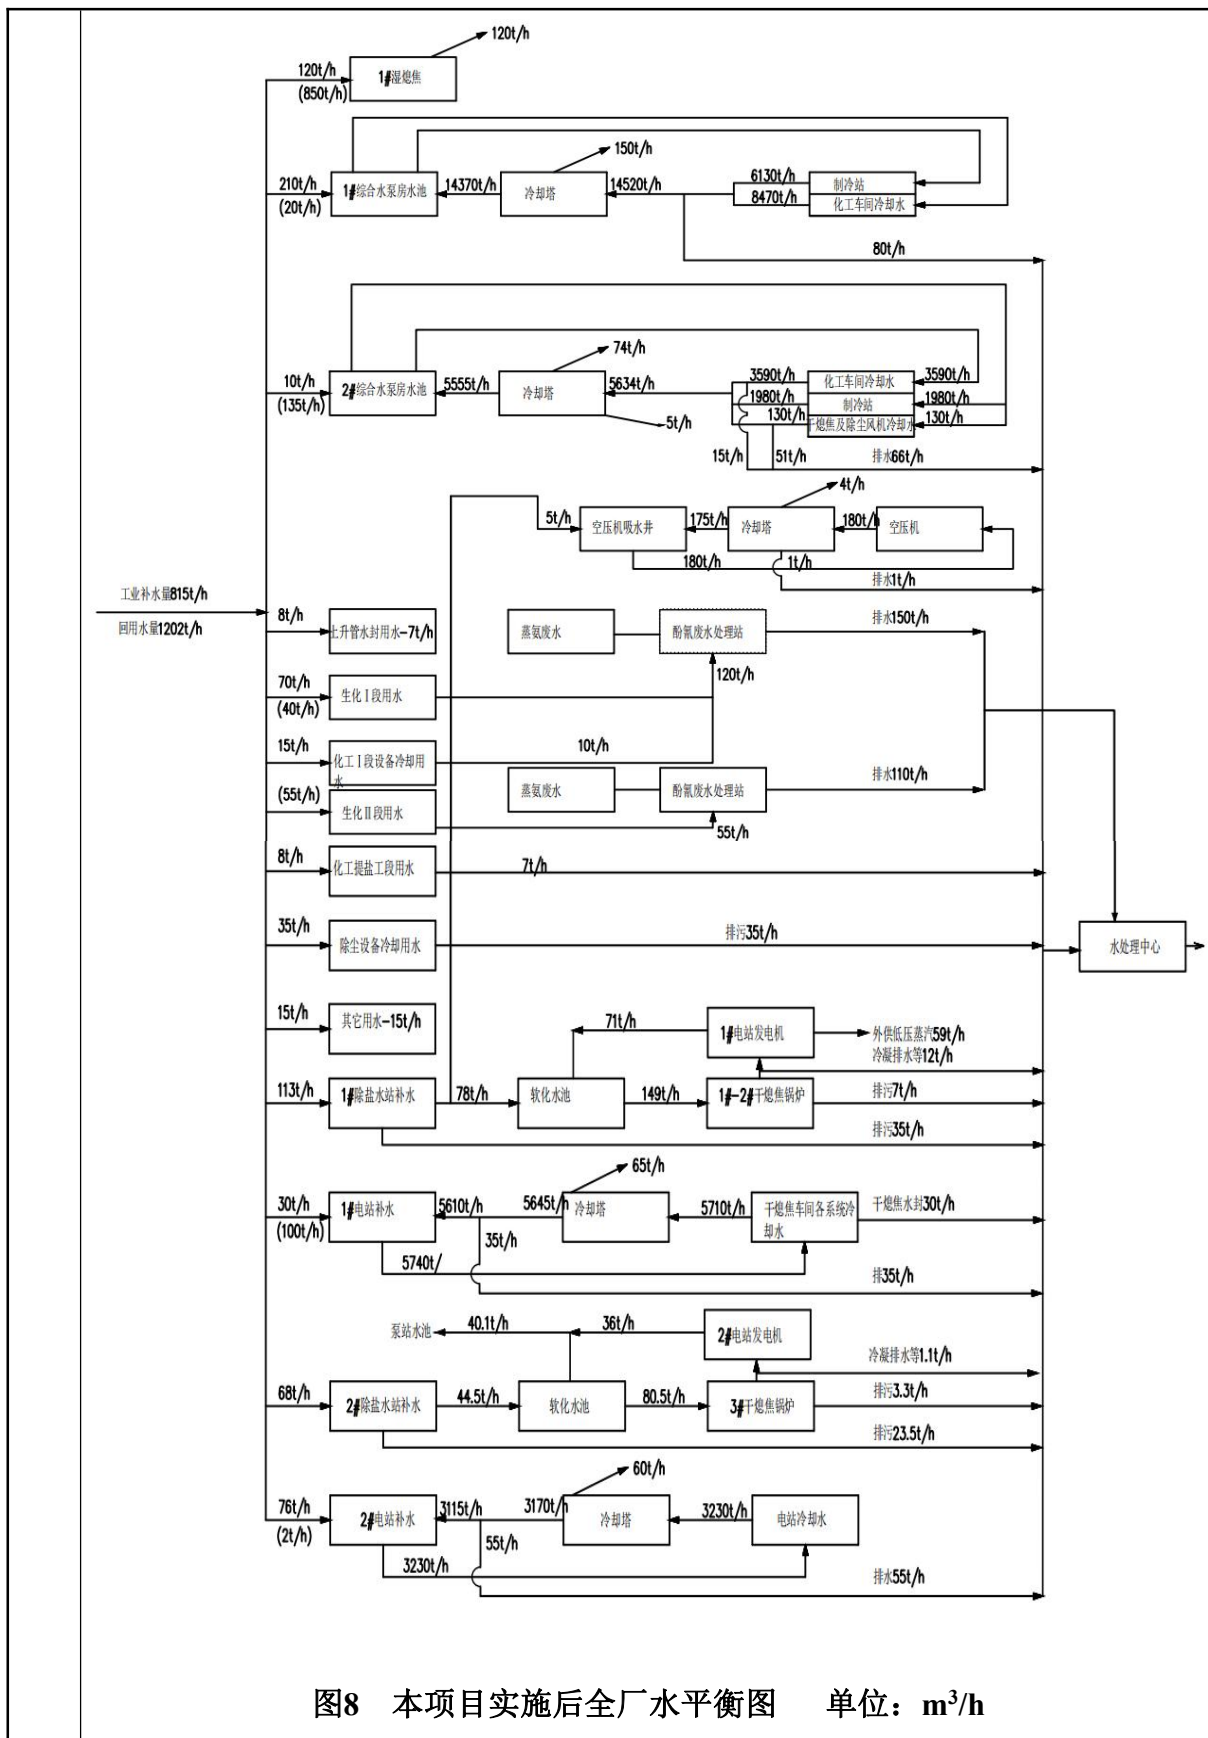 120t/h
120t/h
(850t/h)
1#湿熄焦
150t/h
210t/h
(20t/h)
1#综合水泵房水池
14370t/h
冷却塔
14520t/h
6130t/h
8470t/h
制冷站
化工车间冷却水
80t/h
74t/h
10t/h
(135t/h)
2#综合水泵房水池
5555t/h
冷却塔
5634t/h
5t/h
3590t/h
1980t/h
130t/h
化工车间冷却水
制冷站
干熄焦及除尘风机冷却水
3590t/h
1980t/h
130t/h
15t/h
51t/h
排水66t/h
4t/h
5t/h
空压机吸水井
175t/h
冷却塔
180t/h
空压机
180t/h
1t/h
排水1t/h
工业补水量815t/h
回用水量1202t/h
8t/h
上升管水封用水-7t/h
蒸氨废水
酚氰废水处理站
排水150t/h
120t/h
70t/h
(40t/h)
生化Ⅰ段用水
15t/h
化工Ⅰ段设备冷却用
水
10t/h
(55t/h)
生化Ⅱ段用水
蒸氨废水
酚氰废水处理站
排水110t/h
55t/h
8t/h
化工提盐工段用水
7t/h
35t/h
除尘设备冷却用水
排污35t/h
水处理中心
15t/h
其它用水-15t/h
71t/h
1#电站发电机
外供低压蒸汽59t/h
冷凝排水等12t/h
113t/h
1#除盐水站补水
78t/h
软化水池
149t/h
1#-2#干熄焦锅炉
排污7t/h
排污35t/h
65t/h
30t/h
(100t/h)
1#电站补水
5610t/h
5645t/h
冷却塔
5710t/h
干熄焦车间各系统冷
却水
干熄焦水封30t/h
35t/h
5740t/
排35t/h
泵站水池
40.1t/h
36t/h
2#电站发电机
冷凝排水等1.1t/h
68t/h
2#除盐水站补水
44.5t/h
软化水池
80.5t/h
3#干熄焦锅炉
排污3.3t/h
排污23.5t/h
60t/h
76t/h
(2t/h)
2#电站补水
3115t/h
3170t/h
冷却塔
3230t/h
电站冷却水
55t/h
3230t/h
排水55t/h
图8 本项目实施后全厂水平衡图 单位：m³/h